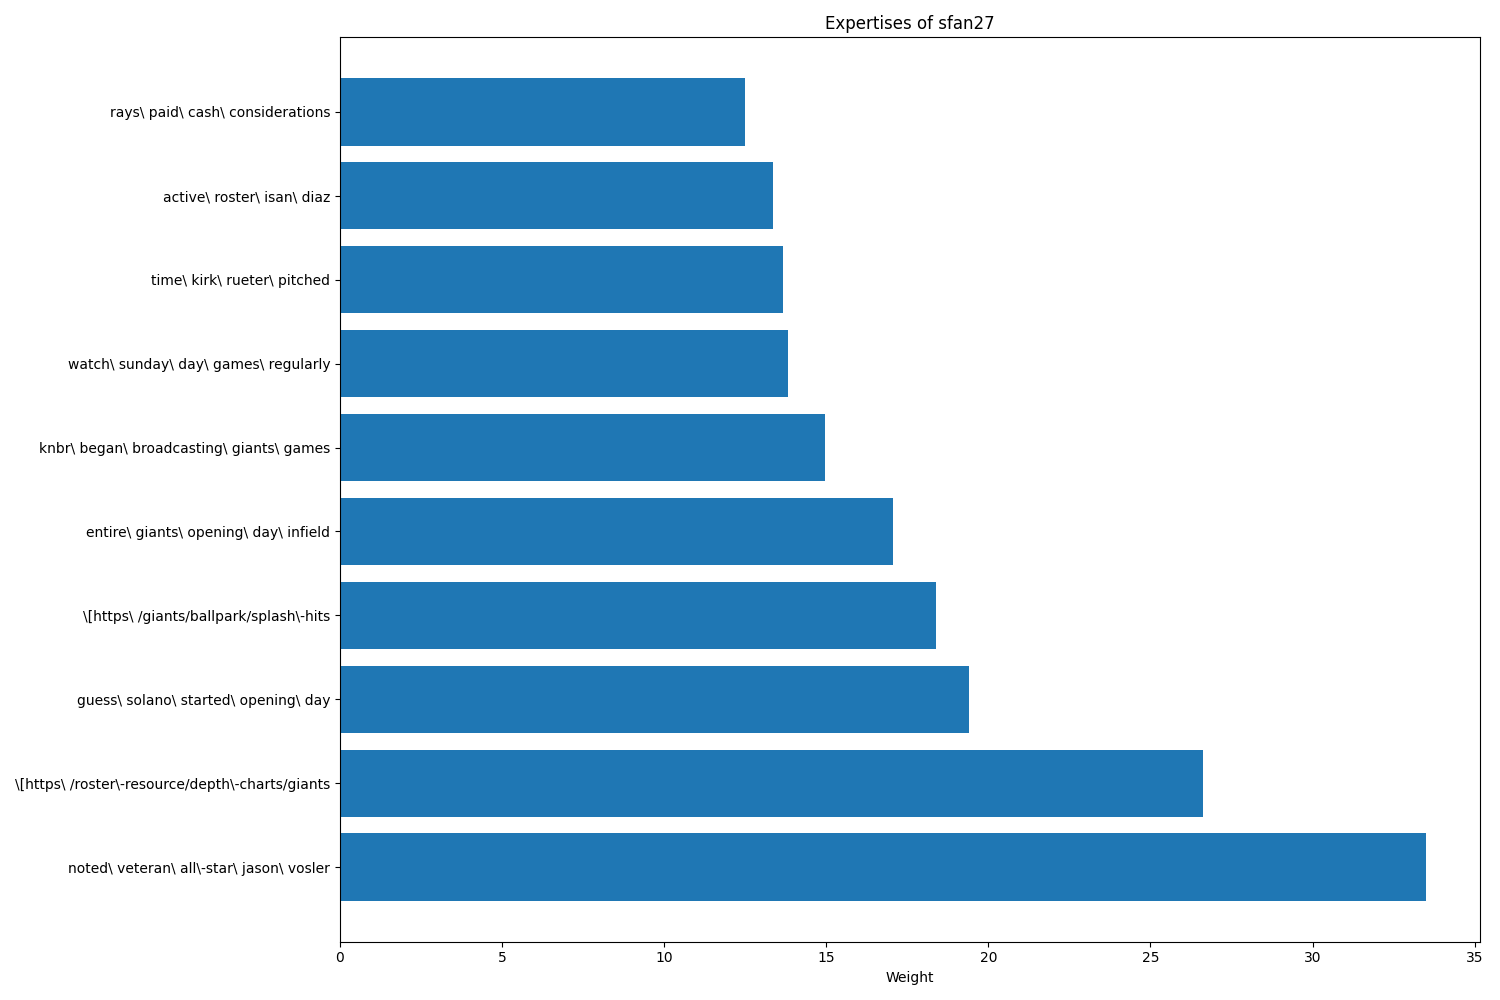 Expertises of sfan27
rays\ paid\ cash\ considerations
active\ roster\ isan\ diaz
time\ kirk\ rueter\ pitched
watch\ sunday\ day\ games\ regularly
knbr\ began\ broadcasting\ giants\ games
entire\ giants\ opening\ day\ infield
\[https\ /giants/ballpark/splash\-hits
guess\ solano\ started\ opening\ day
\[https\ /roster\-resource/depth\-charts/giants
noted\ veteran\ all\-star\ jason\ vosler
0 5 10 15 20 25 30 35
Weight